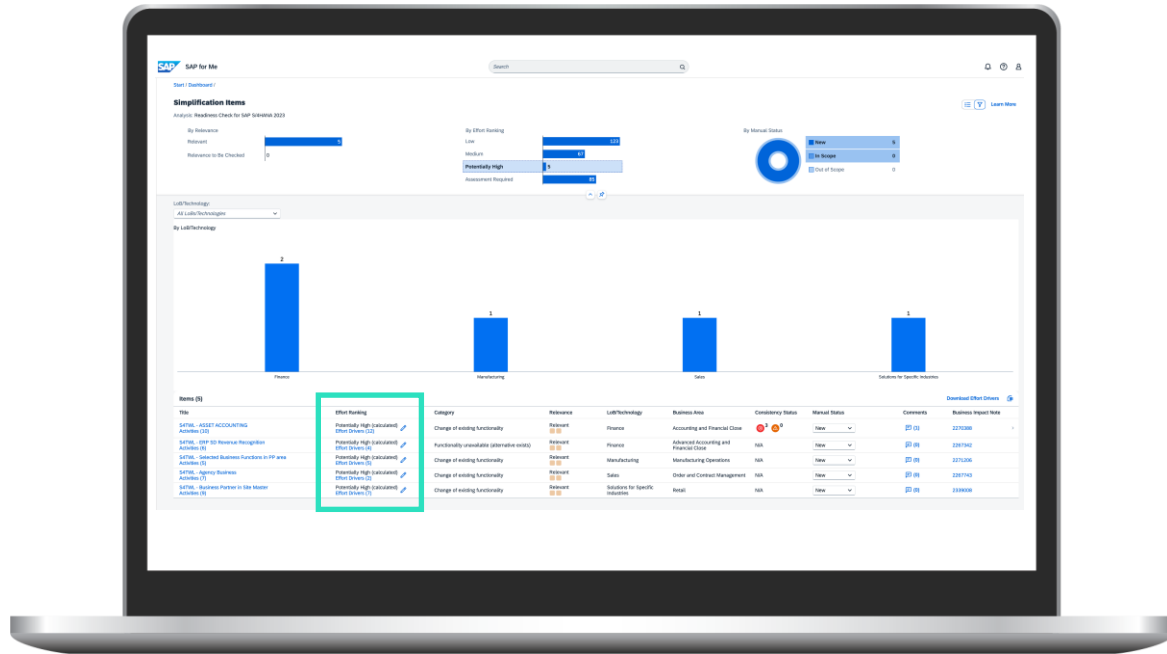 SAP SAP for Me
Search
Start / Dashboard /
Simplification Items
Learn More
Analysis: Readiness Check for SAP S/4HANA 2023
By Relevance
Relevant 5
Relevance to Be Checked 0
By Effort Ranking
Low 123
Medium 67
Potentially High 5
Assessment Required 95
By Manual Status
New 5
In Scope 0
Out of Scope 0
LoB/Technology:
All LoBs/Technologies
By LoB/Technology
2 1 1 1
Finance Manufacturing Sales Solutions for Specific Industries
Items (5) Download Effort Drivers
Title Effort Ranking Category Relevance LoB/Technology Business Area Consistency Status Manual Status Comments Business Impact Note
S4TWL - ASSET ACCOUNTING Potentially High (calculated) Change of existing functionality Relevant Finance Accounting and Financial Close 3 New (1) 2270388
Activities (10) Effort Drivers (12)
S4TWL - ERP SD Revenue Recognition Potentially High (calculated) Functionality unavailable (alternative exists) Relevant Finance Advanced Accounting and N/A New (0)
Activities (6) Effort Drivers (4) Financial Close
S4TWL - Selected Business Functions in PP area Potentially High (calculated) Change of existing functionality Relevant Manufacturing Manufacturing Operations N/A New (0) 2271206
Activities (5) Effort Drivers (5)
S4TWL - Agency Business Potentially High (calculated) Change of existing functionality Relevant Sales Order and Contract Management N/A New (0) 2267743
Activities (7) Effort Drivers (2)
S4TWL - Business Partner in Site Master Potentially High (calculated) Change of existing functionality Relevant Solutions for Specific Retail N/A New (0) 2339008
Activities (9) Effort Drivers (7) Industries